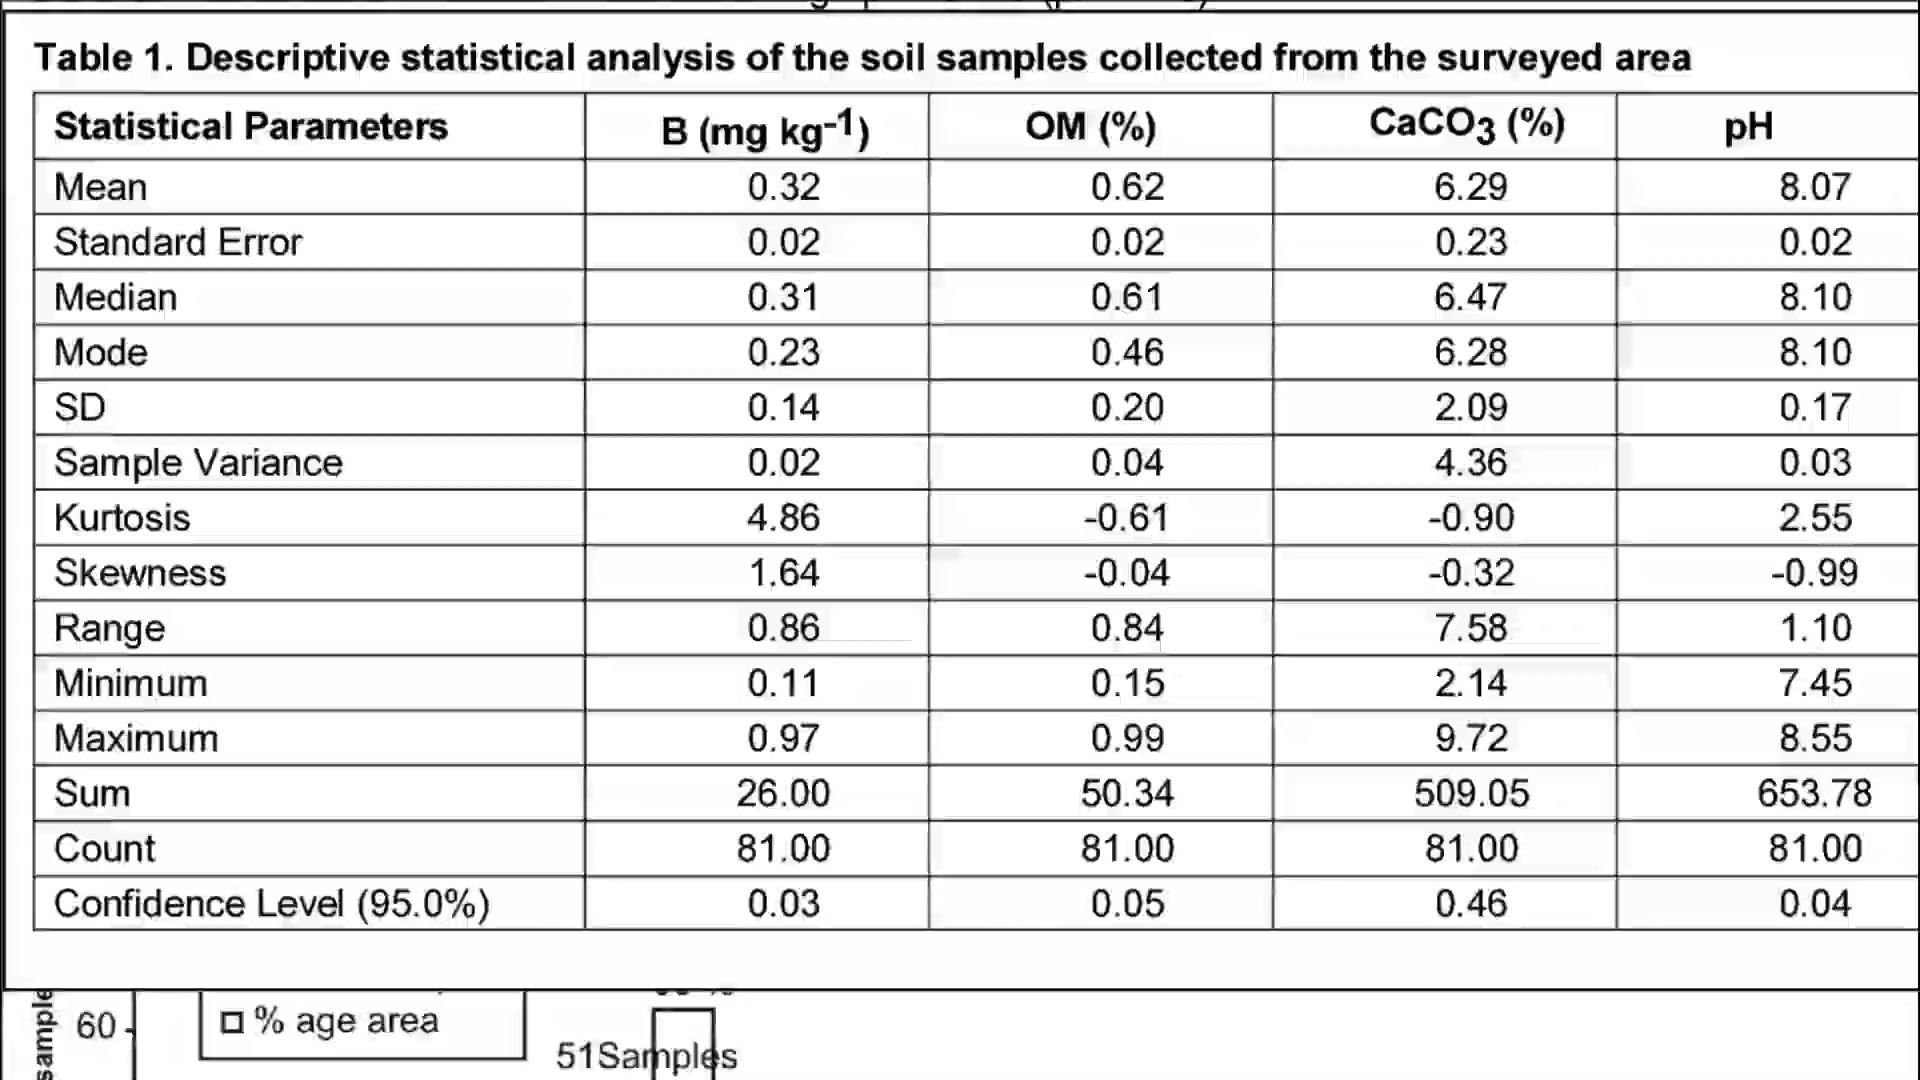 Table 1. Descriptive statistical analysis of the soil samples collected from the surveyed area
Statistical Parameters B (mg kg-1) OM (%) CaCO3 (%) pH
Mean 0.32 0.62 6.29 8.07
Standard Error 0.02 0.02 0.23 0.02
Median 0.31 0.61 6.47 8.10
Mode 0.23 0.46 6.28 8.10
SD 0.14 0.20 2.09 0.17
Sample Variance 0.02 0.04 4.36 0.03
Kurtosis 4.86 -0.61 -0.90 2.55
Skewness 1.64 -0.04 -0.32 -0.99
Range 0.86 0.84 7.58 1.10
Minimum 0.11 0.15 2.14 7.45
Maximum 0.97 0.99 9.72 8.55
Sum 26.00 50.34 509.05 653.78
Count 81.00 81.00 81.00 81.00
Confidence Level (95.0%) 0.03 0.05 0.46 0.04
sample
60
% age area
51Samples